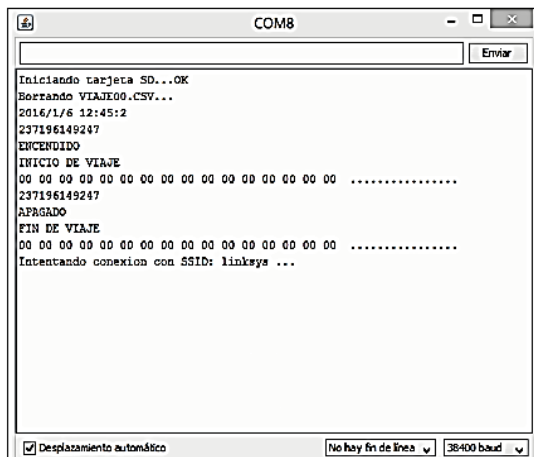 COM8
Enviar
Iniciando tarjeta SD...OK
Borrando VIAJE00.CSV...
2016/1/6 12:45:2
237196149247
ENCENDIDO
INICIO DE VIAJE
00 00 00 00 00 00 00 00 00 00 00 00 00 00 00 00 ................
237196149247
APAGADO
FIN DE VIAJE
00 00 00 00 00 00 00 00 00 00 00 00 00 00 00 00 ................
Intentando conexion con SSID: linksys ...
Desplazamiento automático
No hay fin de línea
38400 baud